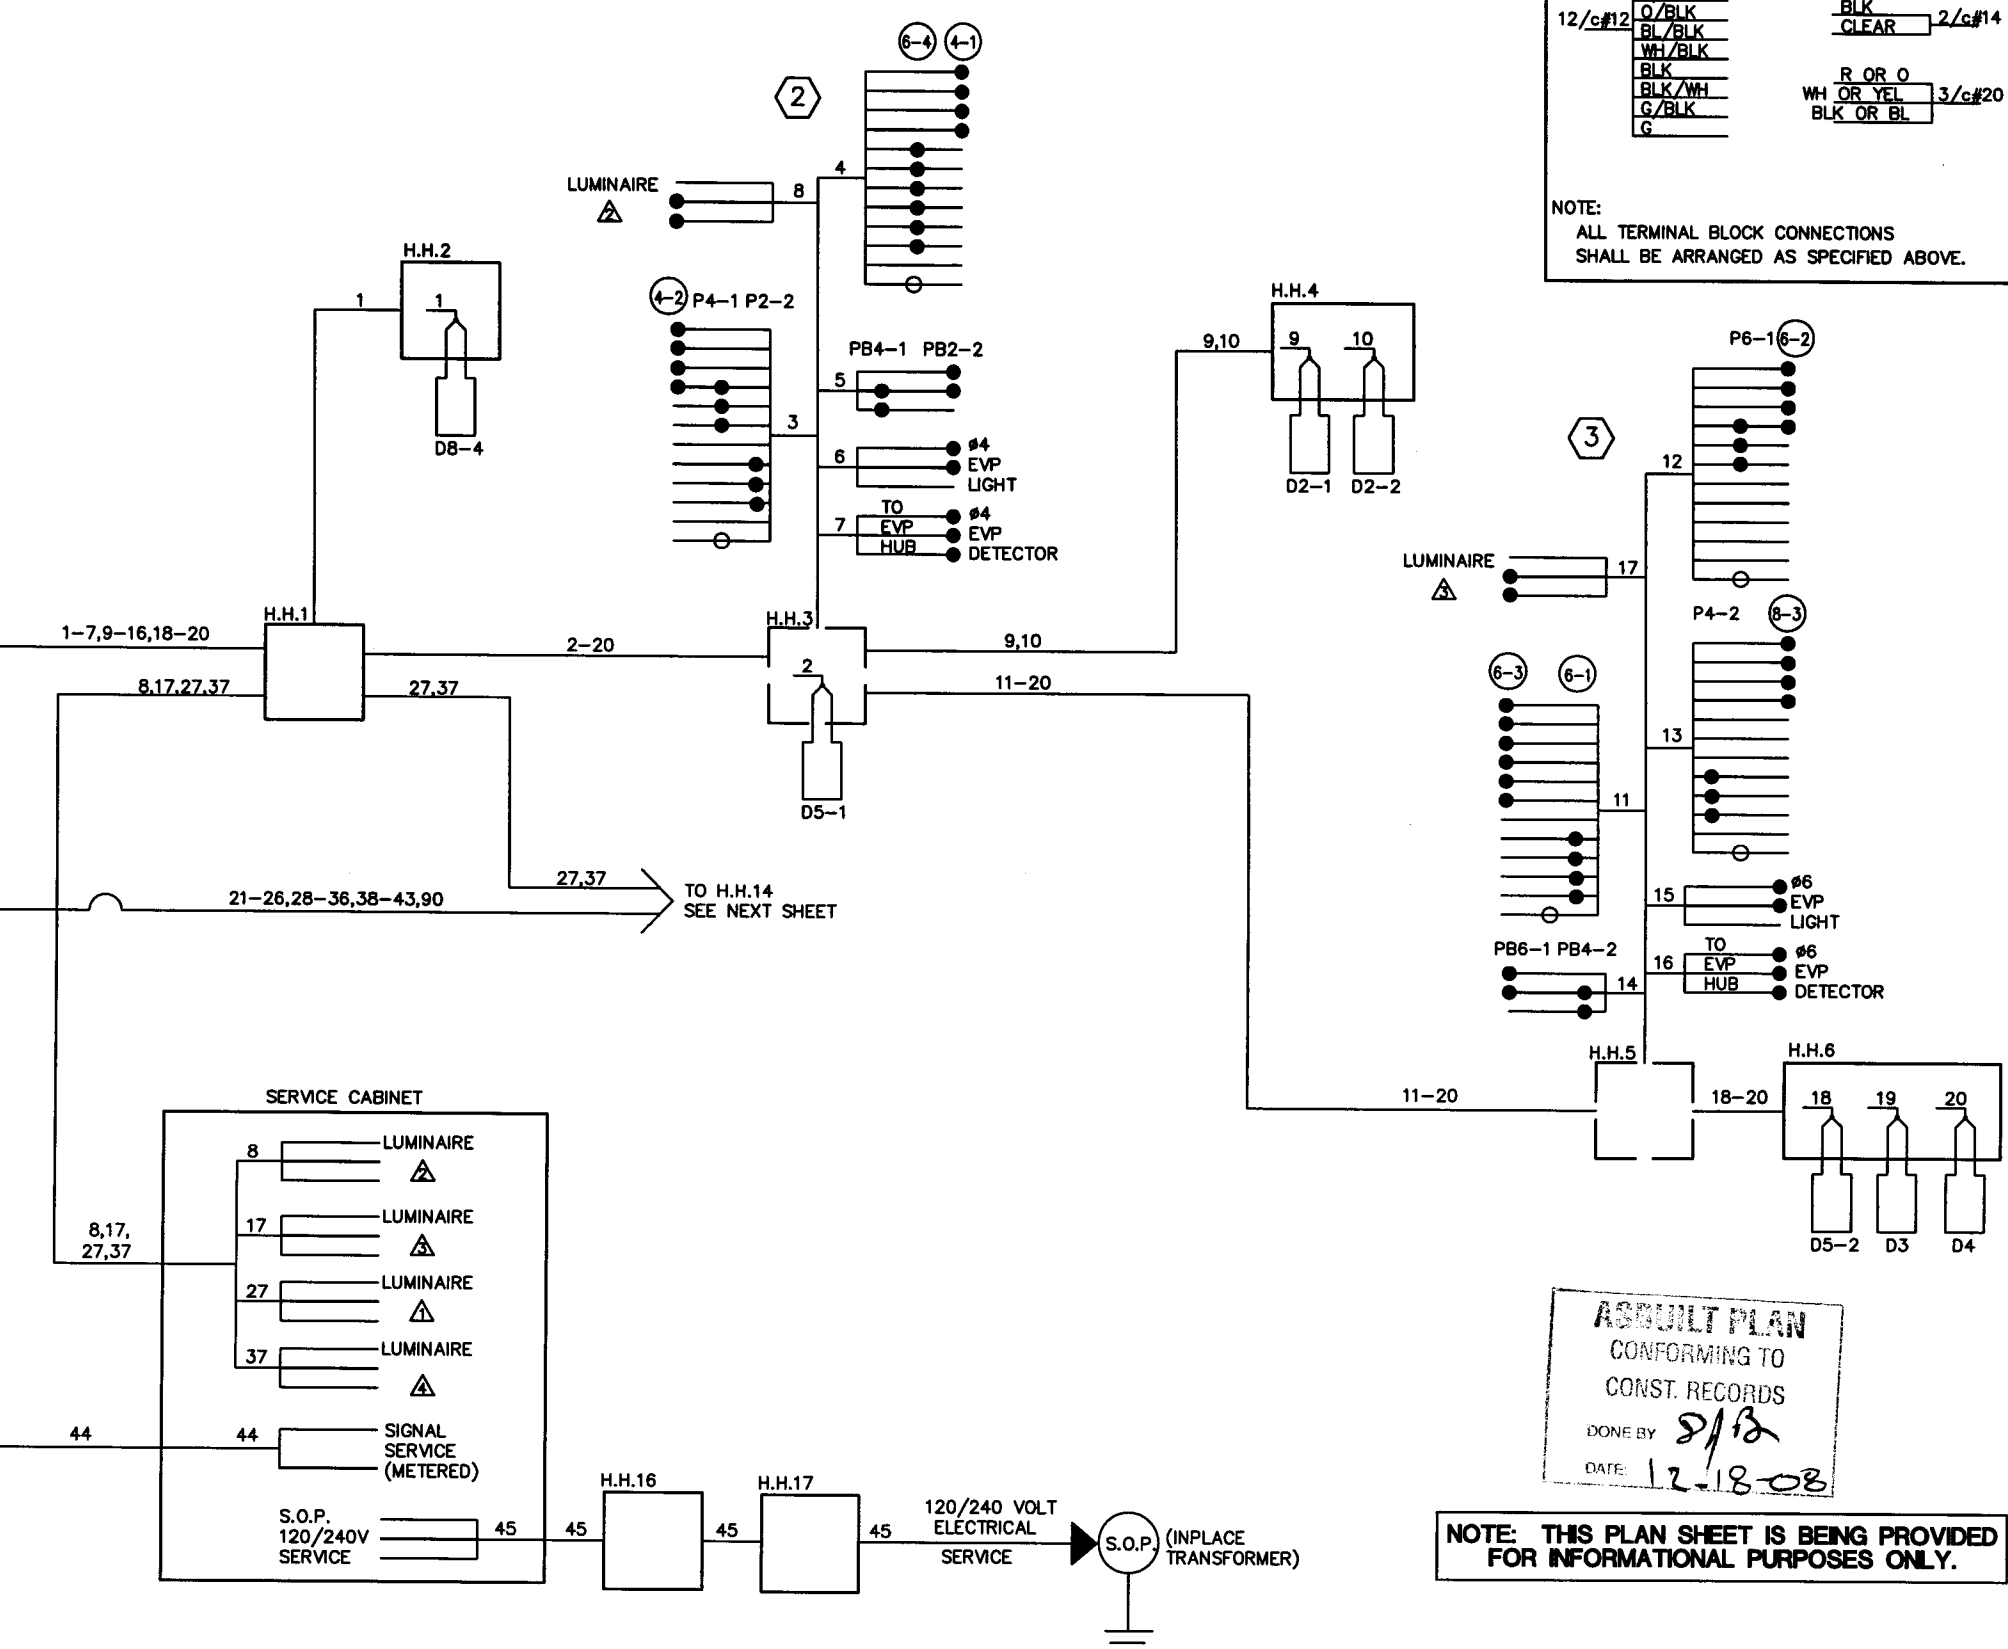 12/c#12
O/BLK
BL/BLK
WH/BLK
BLK
BLK/WH
G/BLK
G
BLK
CLEAR
2/c#14
R OR O
WH OR YEL
BLK OR BL
3/c#20
NOTE:
ALL TERMINAL BLOCK CONNECTIONS
SHALL BE ARRANGED AS SPECIFIED ABOVE.
6-4
4-1
2
4
LUMINAIRE
2
8
H.H.2
1
1
D8-4
4-2
P4-1 P2-2
3
PB4-1 PB2-2
5
6
ø4
EVP
LIGHT
7
TO
EVP
HUB
ø4
EVP
DETECTOR
H.H.4
9,10
9
10
D2-1
D2-2
P6-1
6-2
3
12
LUMINAIRE
3
17
P4-2
8-3
13
6-3
6-1
11
15
ø6
EVP
LIGHT
PB6-1 PB4-2
14
16
TO
EVP
HUB
ø6
EVP
DETECTOR
1-7,9-16,18-20
H.H.1
2-20
H.H.3
2
D5-1
9,10
11-20
8,17,27,37
27,37
27,37
21-26,28-36,38-43,90
TO H.H.14
SEE NEXT SHEET
11-20
H.H.5
18-20
H.H.6
18
19
20
D5-2
D3
D4
SERVICE CABINET
8
LUMINAIRE
2
8,17,
27,37
17
LUMINAIRE
3
27
LUMINAIRE
1
37
LUMINAIRE
4
44
44
SIGNAL
SERVICE
(METERED)
S.O.P.
120/240V
SERVICE
45
45
H.H.16
45
H.H.17
45
120/240 VOLT
ELECTRICAL
SERVICE
S.O.P.
(INPLACE
TRANSFORMER)
ASBUILT PLAN
CONFORMING TO
CONST. RECORDS
DONE BY
DATE: 12-18-08
NOTE: THIS PLAN SHEET IS BEING PROVIDED
FOR INFORMATIONAL PURPOSES ONLY.